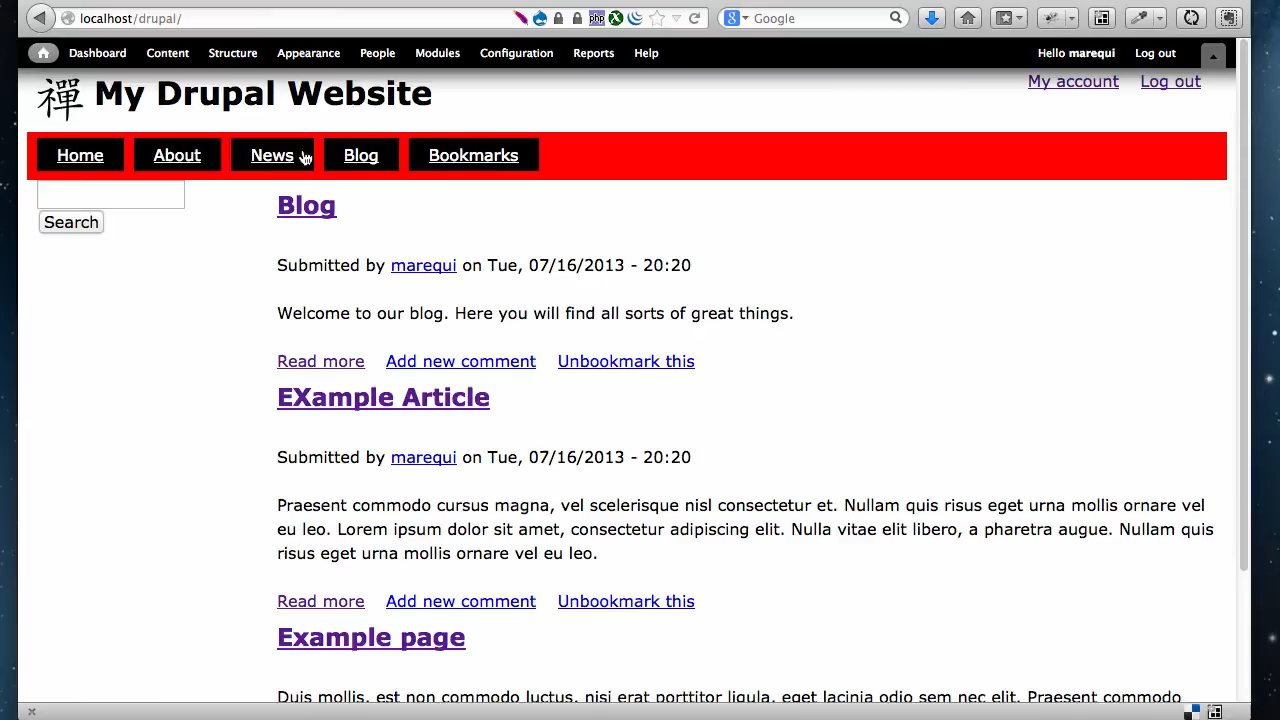 localhost/drupal/
php
Google
Dashboard Content Structure Appearance People Modules Configuration Reports Help Hello marequi Log out
My account Log out
禪 My Drupal Website
Home About News Blog Bookmarks
Search
Blog
Submitted by marequi on Tue, 07/16/2013 - 20:20
Welcome to our blog. Here you will find all sorts of great things.
Read more Add new comment Unbookmark this
EXample Article
Submitted by marequi on Tue, 07/16/2013 - 20:20
Praesent commodo cursus magna, vel scelerisque nisl consectetur et. Nullam quis risus eget urna mollis ornare vel
eu leo. Lorem ipsum dolor sit amet, consectetur adipiscing elit. Nulla vitae elit libero, a pharetra augue. Nullam quis
risus eget urna mollis ornare vel eu leo.
Read more Add new comment Unbookmark this
Example page
Duis mollis, est non commodo luctus, nisi erat porttitor ligula, eget lacinia odio sem nec elit. Praesent commodo